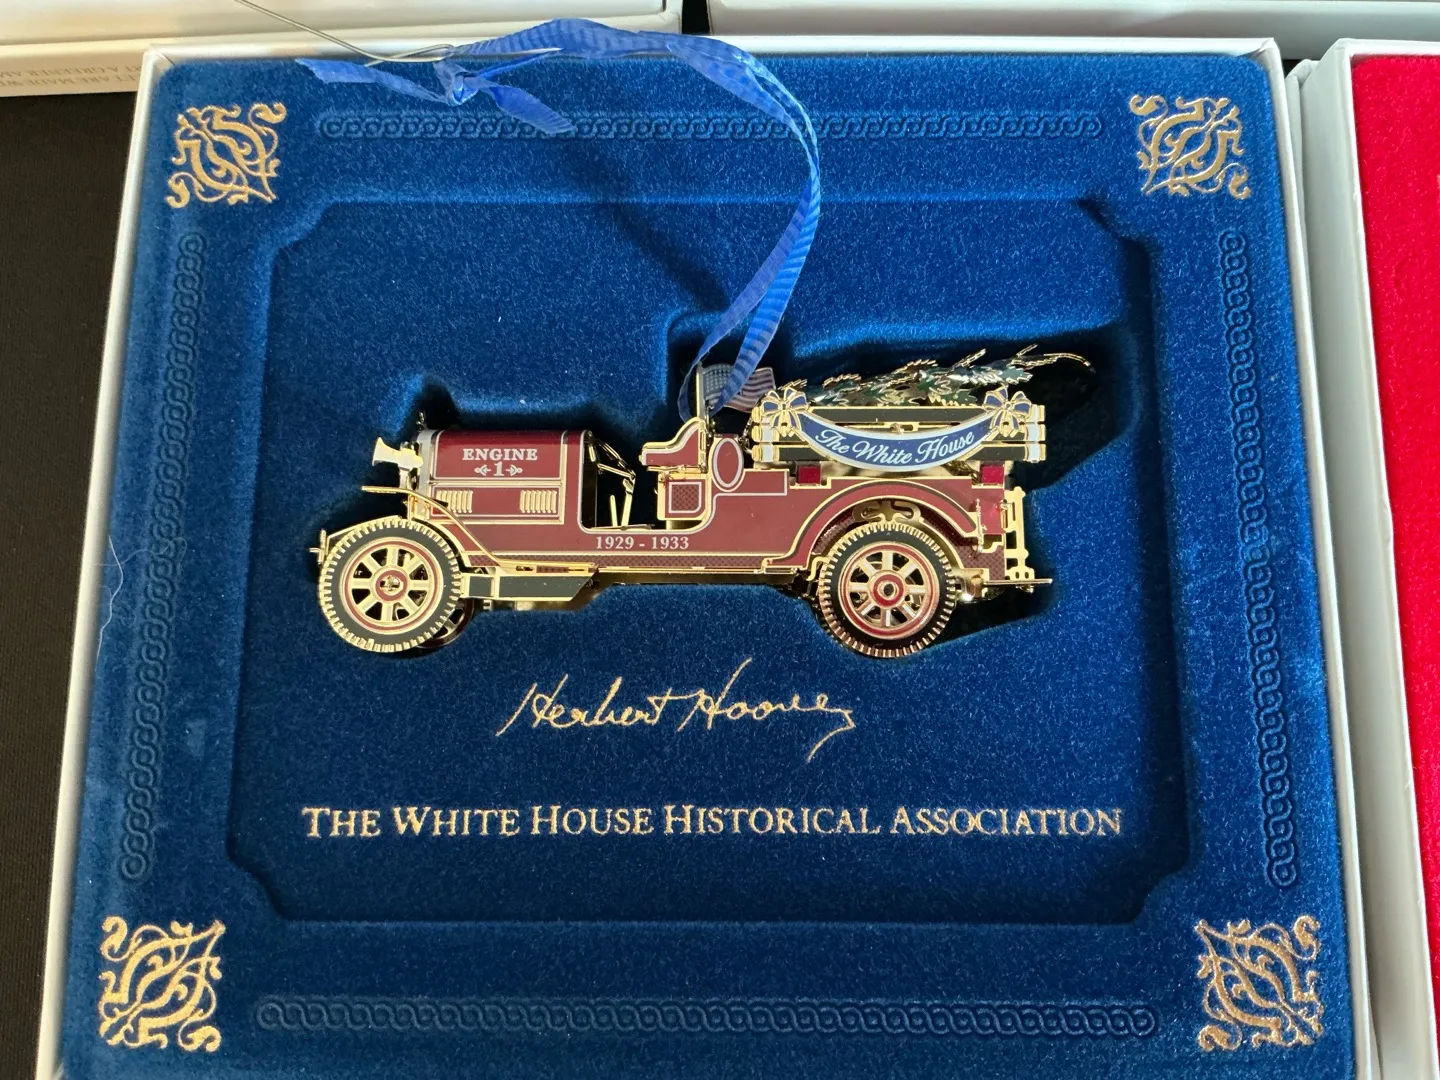 ENGINE
1
The White House
1929 - 1933
Herbert Hoover
THE WHITE HOUSE HISTORICAL ASSOCIATION